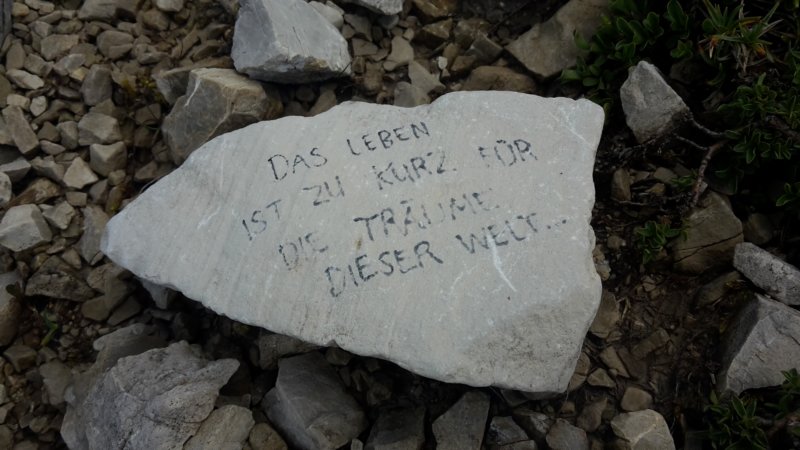 DAS LEBEN
IST ZU KURZ FÜR
DIE TRÄUME
DIESER WELT...